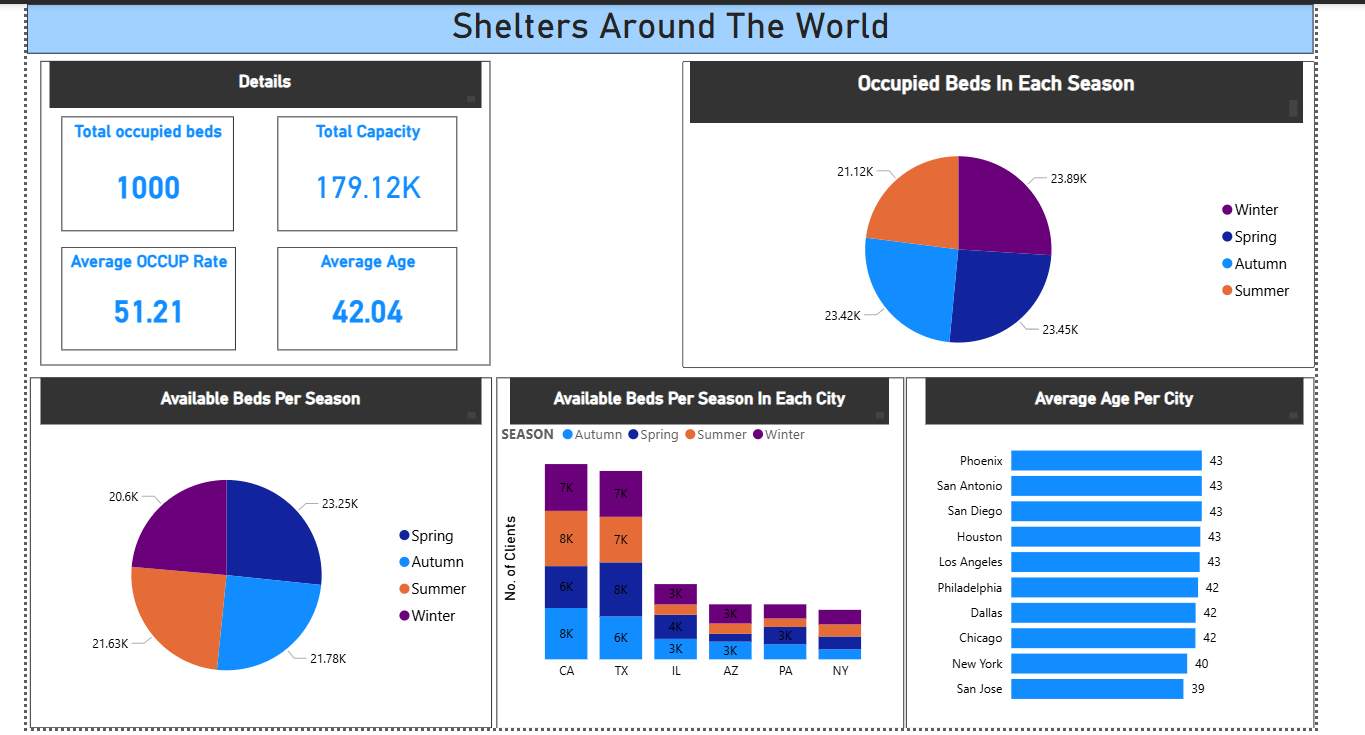 Shelters Around The World
Details
Total occupied beds
1000
Total Capacity
179.12K
Average OCCUP Rate
51.21
Average Age
42.04
Occupied Beds In Each Season
21.12K
23.89K
23.42K
23.45K
Winter
Spring
Autumn
Summer
Available Beds Per Season
20.6K
23.25K
21.63K
21.78K
Spring
Autumn
Summer
Winter
Available Beds Per Season In Each City
SEASON Autumn Spring Summer Winter
No. of Clients
7K
8K
6K
8K
CA
7K
7K
8K
6K
TX
3K
4K
3K
IL
3K
3K
AZ
3K
PA
NY
Average Age Per City
Phoenix 43
San Antonio 43
San Diego 43
Houston 43
Los Angeles 43
Philadelphia 42
Dallas 42
Chicago 42
New York 40
San Jose 39